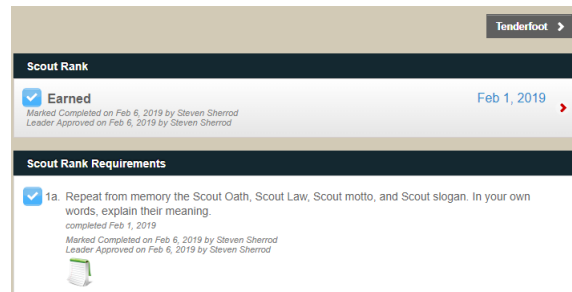 Tenderfoot
Scout Rank
Earned
Feb 1, 2019
Marked Completed on Feb 6, 2019 by Steven Sherrod
Leader Approved on Feb 6, 2019 by Steven Sherrod
Scout Rank Requirements
1a. Repeat from memory the Scout Oath, Scout Law, Scout motto, and Scout slogan. In your own
words, explain their meaning.
completed Feb 1, 2019
Marked Completed on Feb 6, 2019 by Steven Sherrod
Leader Approved on Feb 6, 2019 by Steven Sherrod